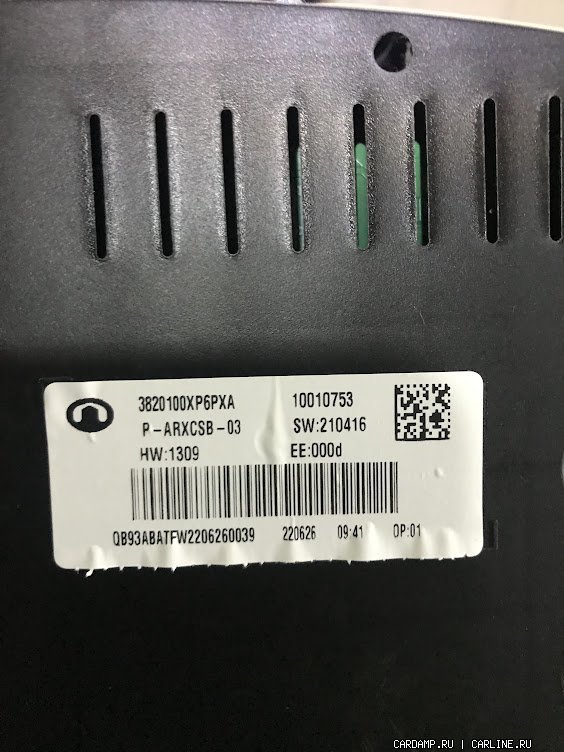 3820100XP6PXA 10010753
P-ARXCSB-03 SW:210416
HW:1309 EE:000d
QB93ABATFW2206260039 220626 09:41 OP:01
CARDAMP.RU | CARLINE.RU